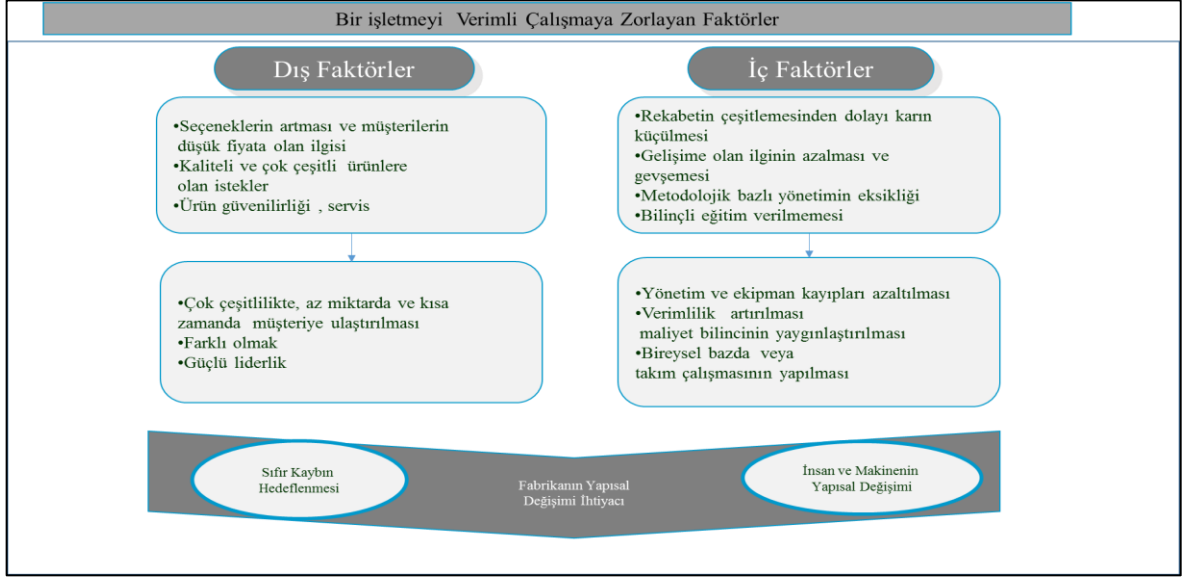 Bir işletmeyi Verimli Çalışmaya Zorlayan Faktörler
Dış Faktörler
•Seçeneklerin artması ve müşterilerin
düşük fiyata olan ilgisi
•Kaliteli ve çok çeşitli ürünlere
olan istekler
•Ürün güvenilirliği , servis
•Çok çeşitlilikte, az miktarda ve kısa
zamanda müşteriye ulaştırılması
•Farklı olmak
•Güçlü liderlik
İç Faktörler
•Rekabetin çeşitlemesinden dolayı karın
küçülmesi
•Gelişime olan ilginin azalması ve
gevşemesi
•Metodolojik bazlı yönetimin eksikliği
•Bilinçli eğitim verilmemesi
•Yönetim ve ekipman kayıpları azaltılması
•Verimlilik artırılması
maliyet bilincinin yaygınlaştırılması
•Bireysel bazda veya
takım çalışmasının yapılması
Sıfır Kaybın
Hedeflenmesi
Fabrikanın Yapısal
Değişimi İhtiyacı
İnsan ve Makinenin
Yapısal Değişimi